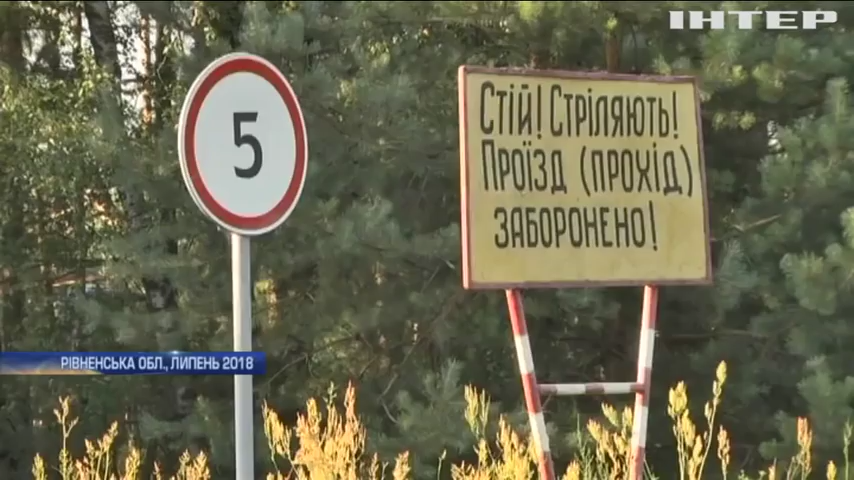 ІНТЕР
5
СТІЙ! СТРІЛЯЮТЬ!
ПРОЇЗД (ПРОХІД)
ЗАБОРОНЕНО!
РІВНЕНСЬКА ОБЛ., ЛИПЕНЬ 2018